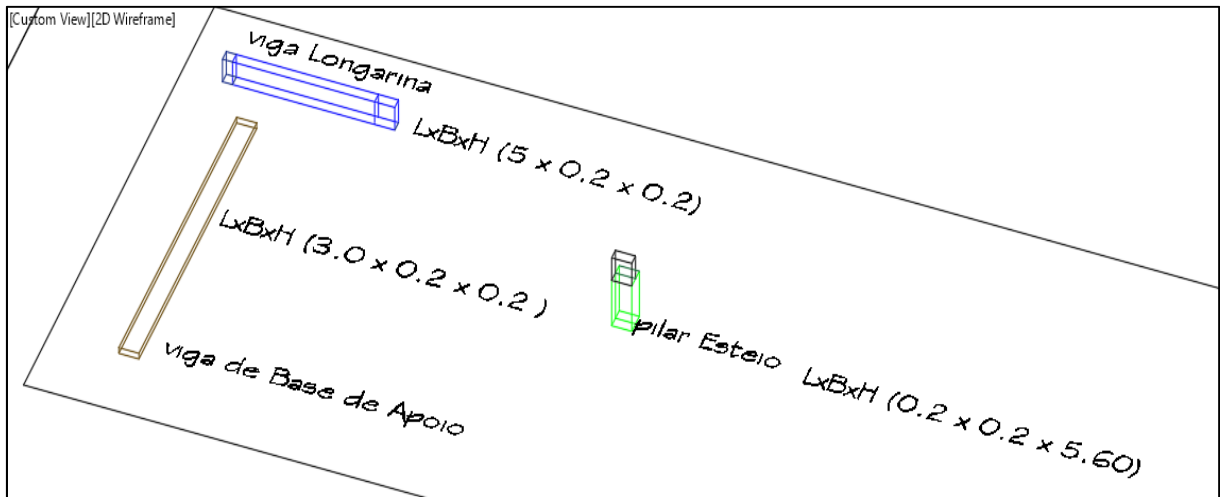 [Custom View][2D Wireframe]
viga Longarina
LxBxH (5 x 0.2 x 0.2)
LxBxH (3.0 x 0.2 x 0.2 )
viga de Base de Apoio
pilar Esteio
LxBxH (0.2 x 0.2 x 5.60)